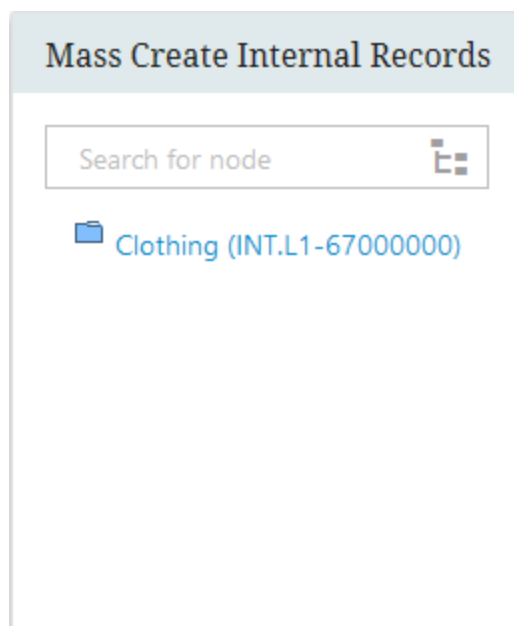 Mass Create Internal Records
Search for node
Clothing (INT.L1-67000000)